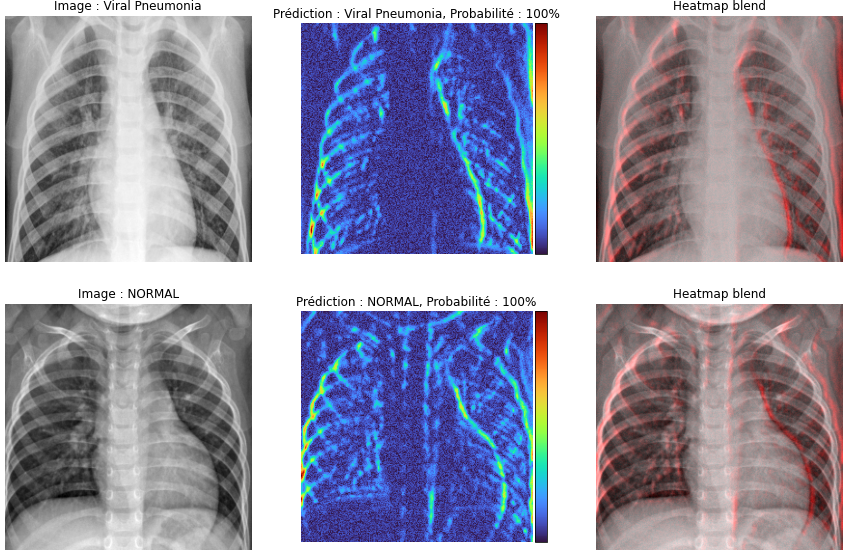 Image : Viral Pneumonia
Prédiction : Viral Pneumonia, Probabilité : 100%
Heatmap blend
Image : NORMAL
Prédiction : NORMAL, Probabilité : 100%
Heatmap blend